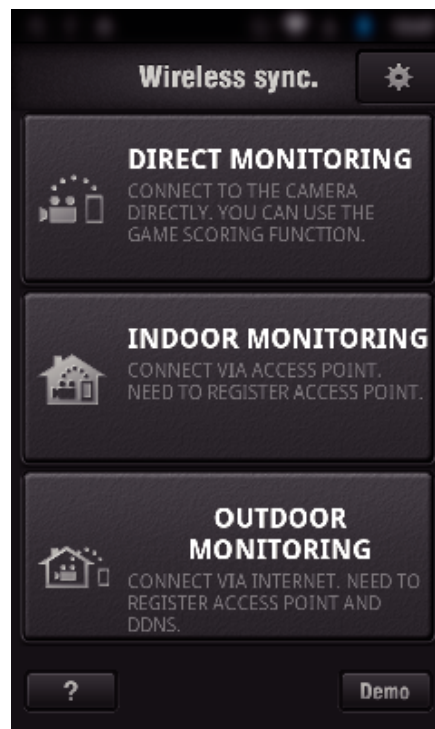 Wireless sync.
DIRECT MONITORING
CONNECT TO THE CAMERA
DIRECTLY. YOU CAN USE THE
GAME SCORING FUNCTION.
INDOOR MONITORING
CONNECT VIA ACCESS POINT.
NEED TO REGISTER ACCESS POINT.
OUTDOOR
MONITORING
CONNECT VIA INTERNET. NEED TO
REGISTER ACCESS POINT AND
DDNS.
?
Demo